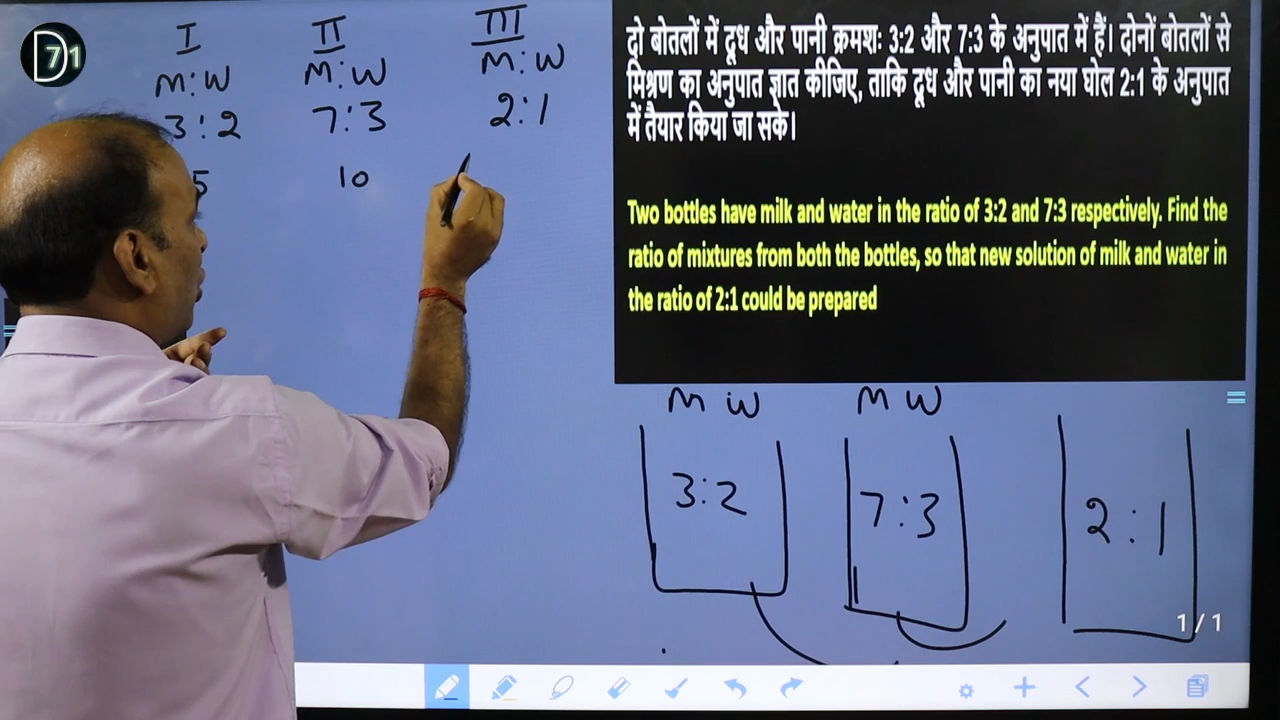 D71
I II III
M:W M:W M:W
3:2 7:3 2:1
5 10
दो बोतलों में दूध और पानी क्रमशः 3:2 और 7:3 के अनुपात में हैं। दोनों बोतलों से
मिश्रण का अनुपात ज्ञात कीजिए, ताकि दूध और पानी का नया घोल 2:1 के अनुपात
में तैयार किया जा सके।
Two bottles have milk and water in the ratio of 3:2 and 7:3 respectively. Find the
ratio of mixtures from both the bottles, so that new solution of milk and water in
the ratio of 2:1 could be prepared
M W M W
3:2 7:3 2:1
1/1